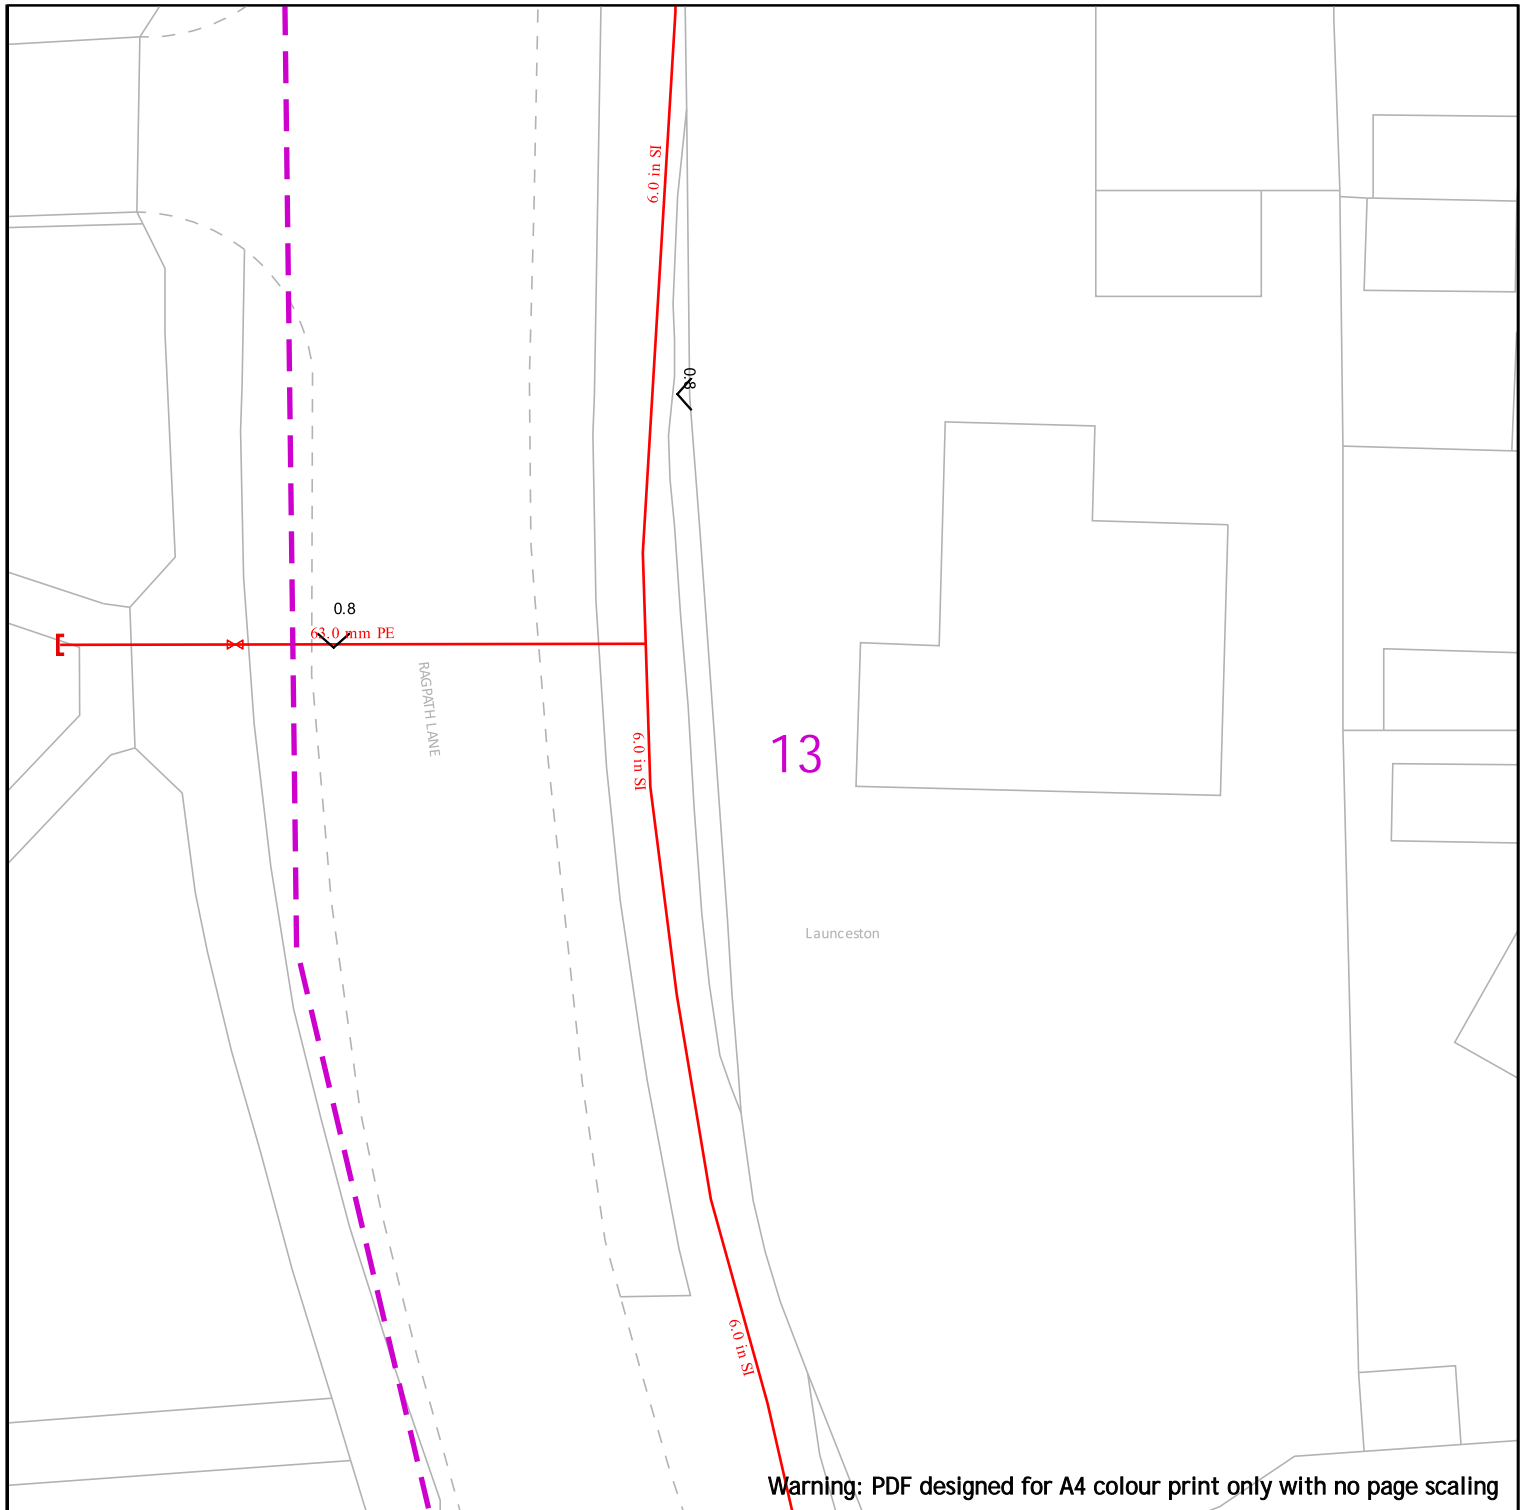 6.0 in SI
0.8
0.8
63.0 mm PE
RAGPATH LANE
6.0 in SI
13
Launceston
6.0 in SI
Warning: PDF designed for A4 colour print only with no page scaling